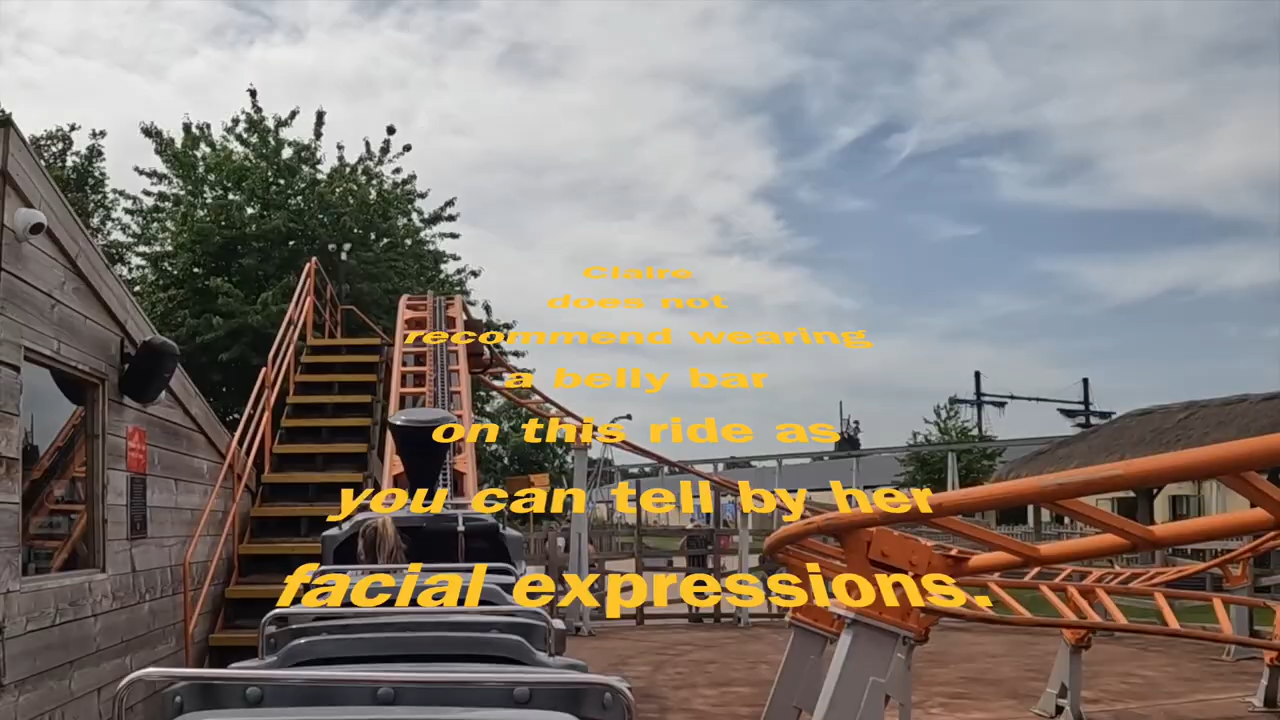 Claire
does not
recommend wearing
a belly bar
on this ride as
you can tell by her
facial expressions.